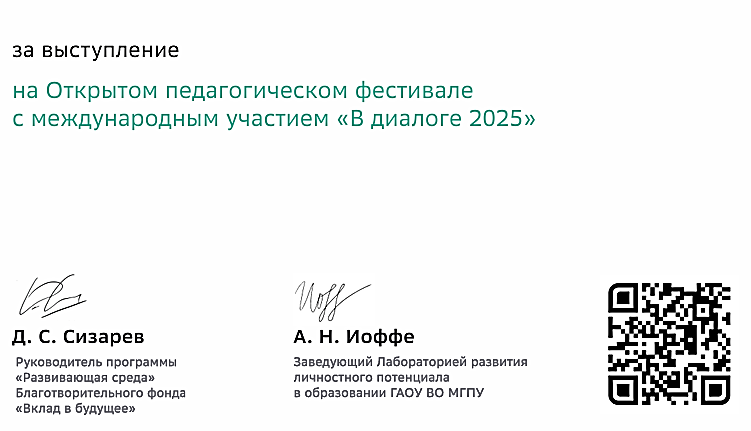 за выступление
на Открытом педагогическом фестивале
с международным участием «В диалоге 2025»
Д. С. Сизарев
Руководитель программы
«Развивающая среда»
Благотворительного фонда
«Вклад в будущее»
А. Н. Иоффе
Заведующий Лабораторией развития
личностного потенциала
в образовании ГАОУ ВО МГПУ